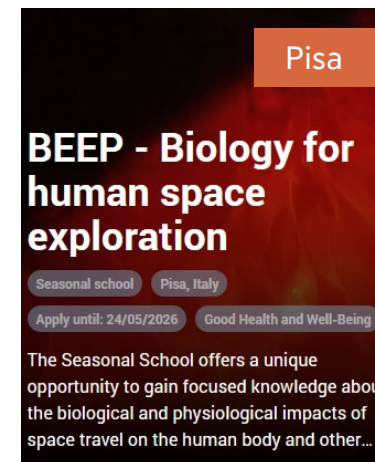 Pisa
BEEP - Biology for
human space
exploration
Seasonal school
Pisa, Italy
Apply until: 24/05/2026
Good Health and Well-Being
The Seasonal School offers a unique
opportunity to gain focused knowledge abou
the biological and physiological impacts of
space travel on the human body and other...